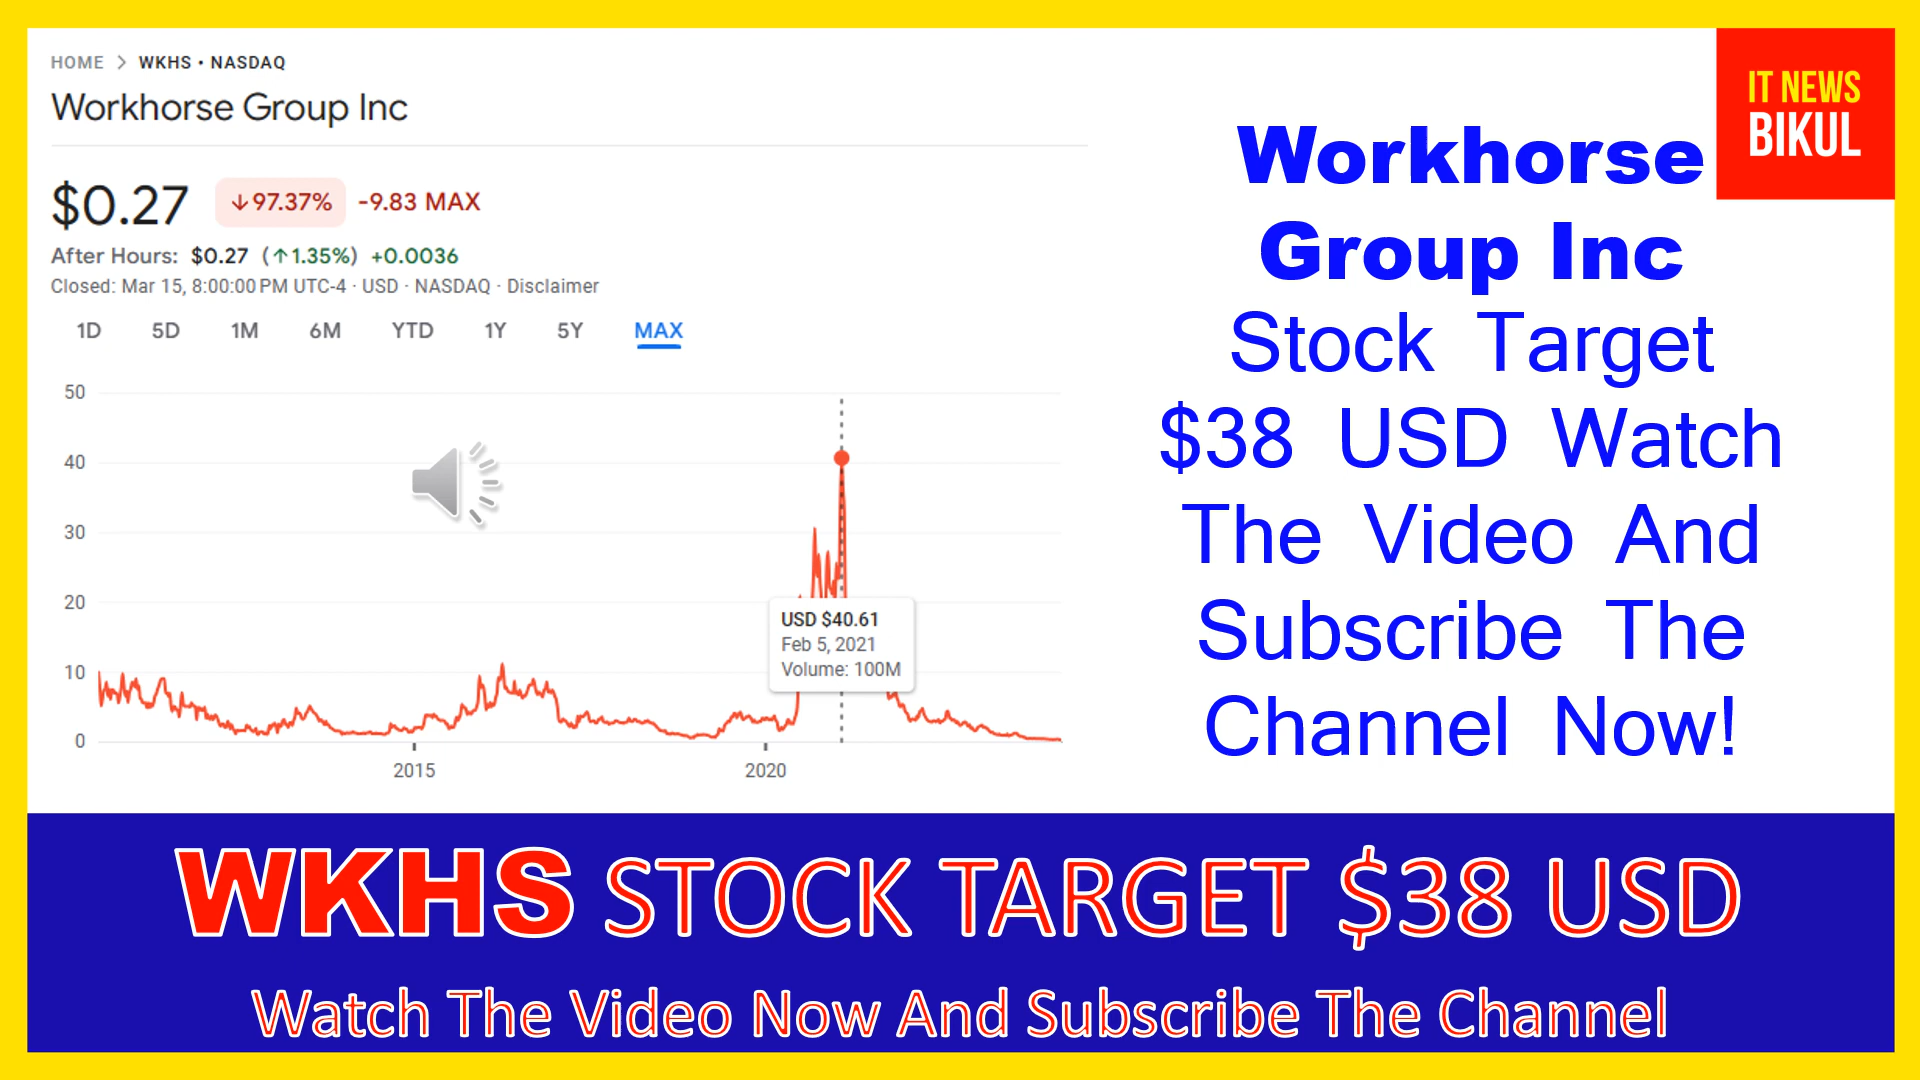 HOME > WKHS • NASDAQ
Workhorse Group Inc
$0.27 ↓97.37% -9.83 MAX
After Hours: $0.27 (↑1.35%) +0.0036
Closed: Mar 15, 8:00:00 PM UTC-4 · USD · NASDAQ · Disclaimer
1D 5D 1M 6M YTD 1Y 5Y MAX
50
40
30
20
10
0
USD $40.61
Feb 5, 2021
Volume: 100M
2015 2020
IT NEWS
BIKUL
Workhorse
Group Inc
Stock Target
$38 USD Watch
The Video And
Subscribe The
Channel Now!
WKHS STOCK TARGET $38 USD
Watch The Video Now And Subscribe The Channel